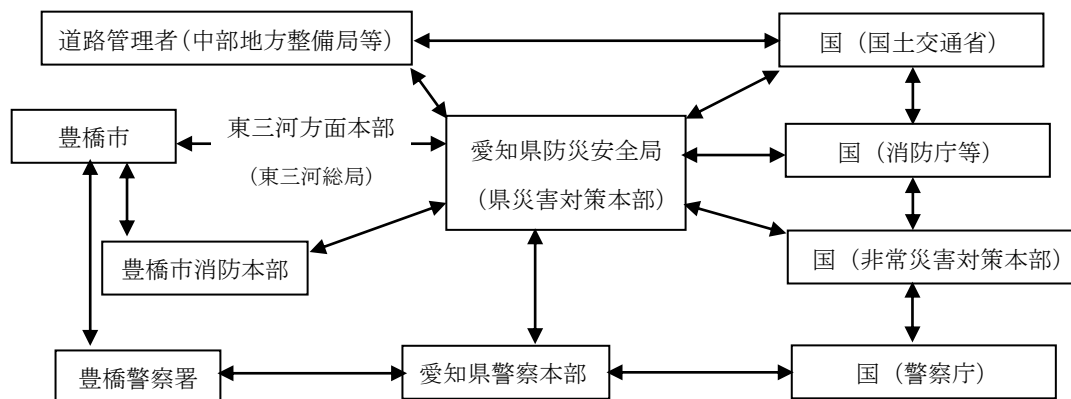 道路管理者（中部地方整備局等）
国（国土交通省）
豊橋市
東三河方面本部
（東三河総局）
愛知県防災安全局
（県災害対策本部）
国（消防庁等）
豊橋市消防本部
国（非常災害対策本部）
豊橋警察署
愛知県警察本部
国（警察庁）